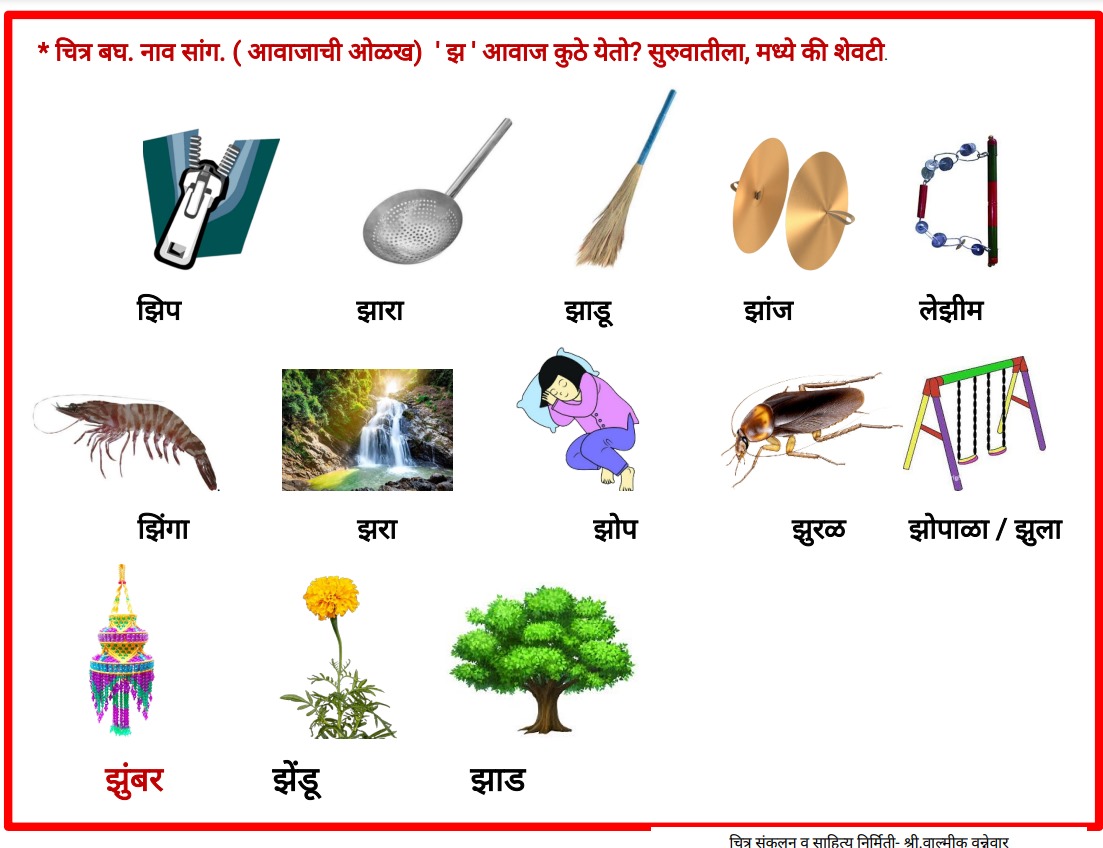 * चित्र बघ. नाव सांग. ( आवाजाची ओळख) ' झ ' आवाज कुठे येतो? सुरुवातीला, मध्ये की शेवटी.
झिप झारा झाडू झांज लेझीम
झिंगा झरा झोप झुरळ झोपाळा / झुला
झुंबर झेंडू झाड
चित्र संकलन व साहित्य निर्मिती- श्री.वाल्मीक वन्नेवार